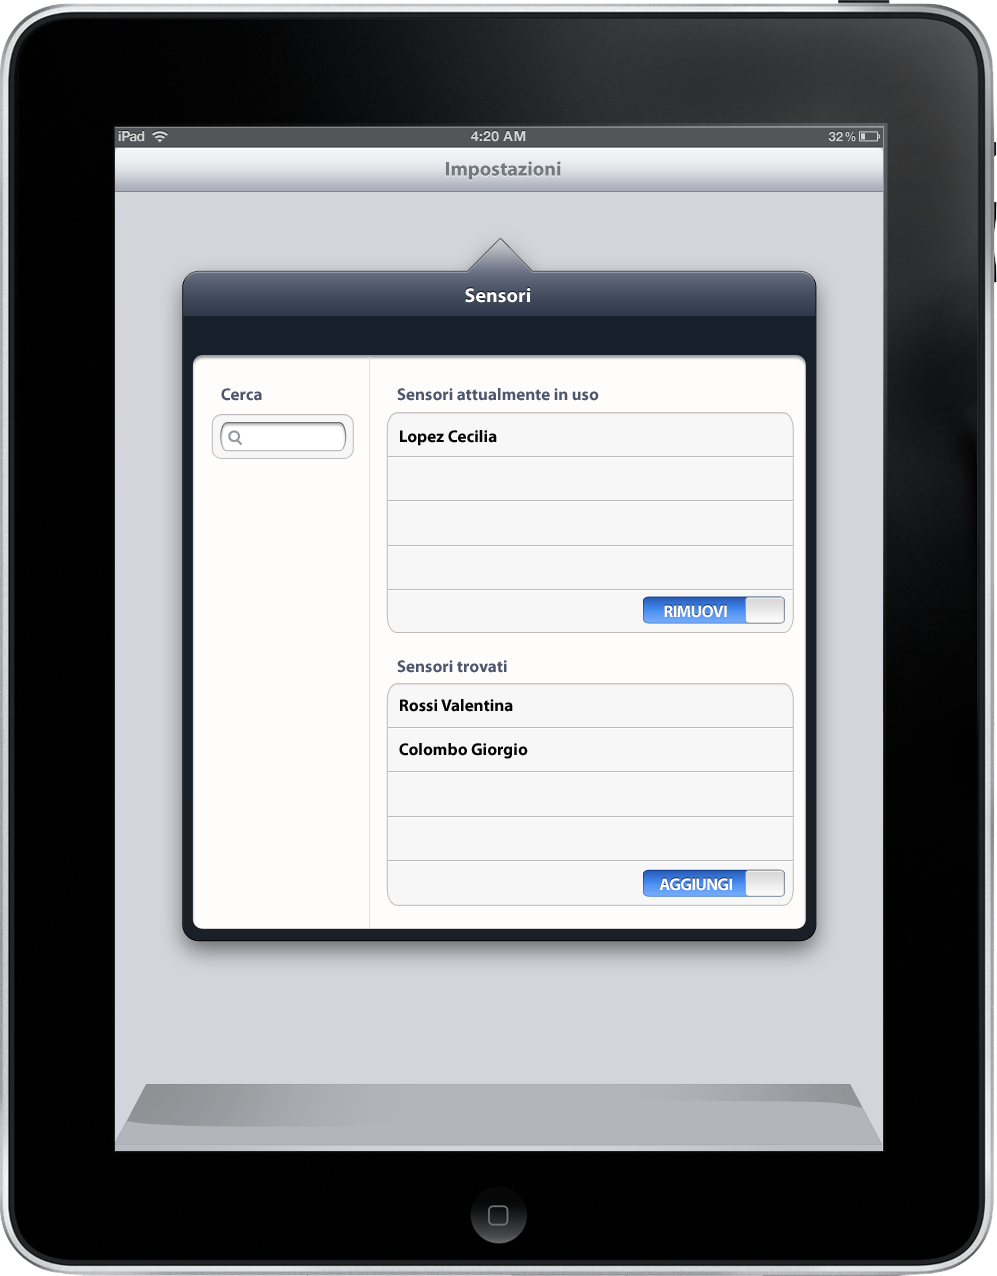 iPad 4:20 AM 32%
Impostazioni
Sensori
Cerca
Sensori attualmente in uso
Lopez Cecilia
RIMUOVI
Sensori trovati
Rossi Valentina
Colombo Giorgio
AGGIUNGI